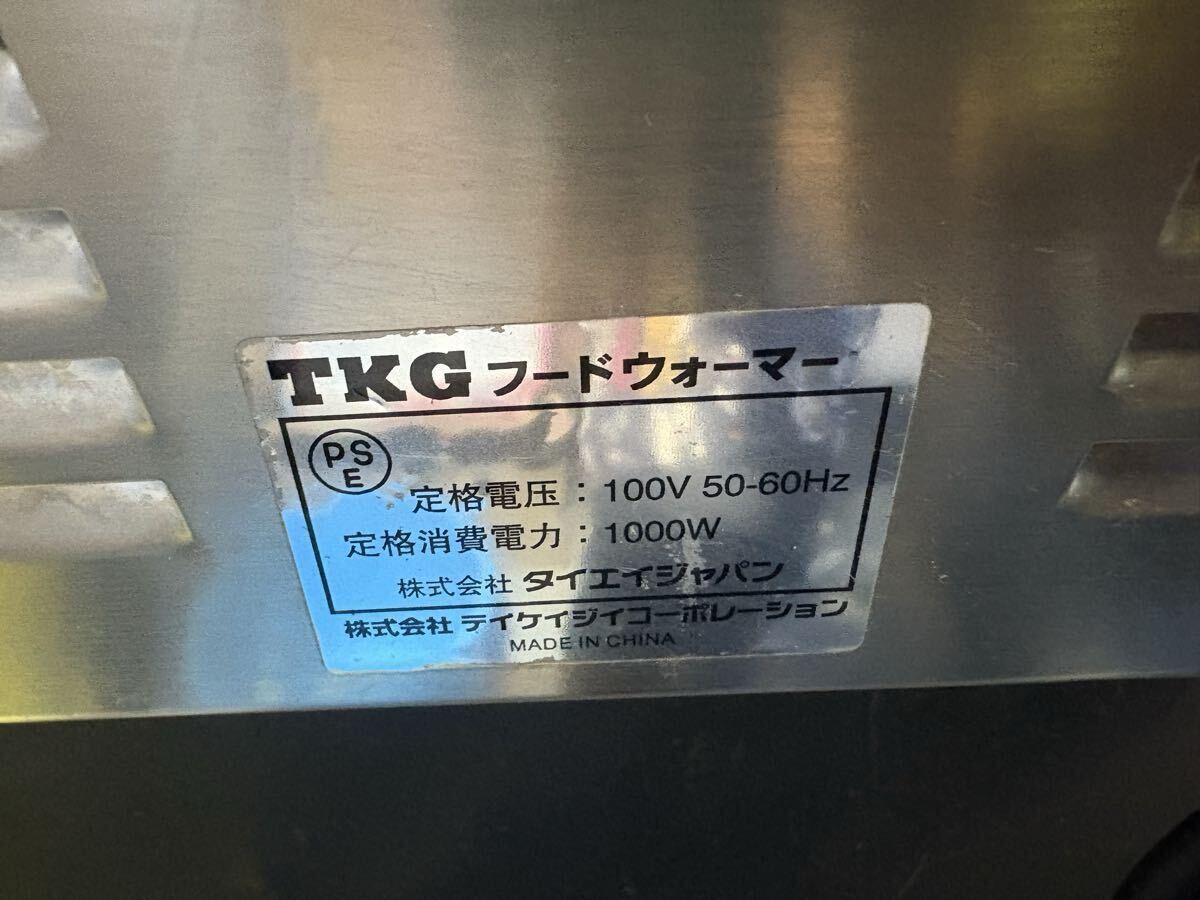 TKG フードウォーマー
PS
E
定格電圧：100V 50-60Hz
定格消費電力：1000W
株式会社 タイエイジャパン
株式会社 テイケイジイコーポレーション
MADE IN CHINA